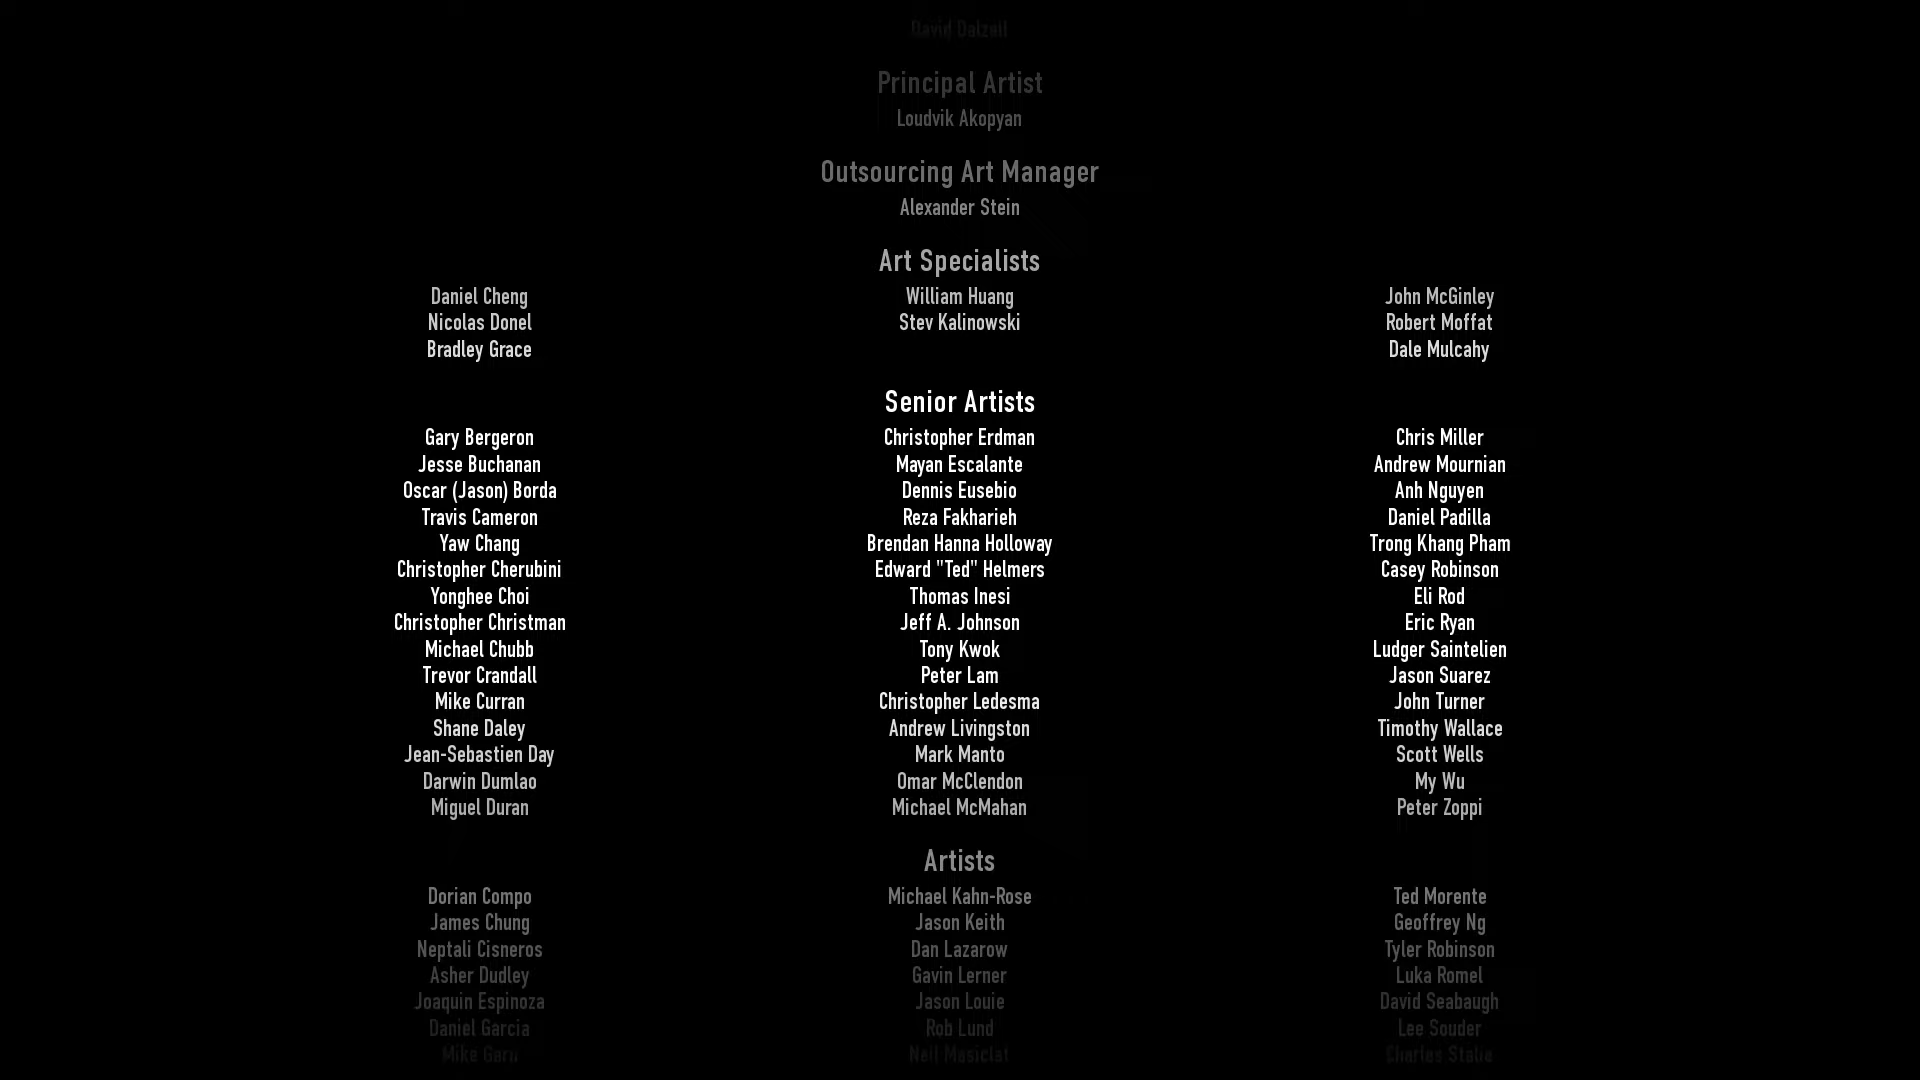 David Dalzell
Principal Artist
Loudvik Akopyan
Outsourcing Art Manager
Alexander Stein
Art Specialists
Daniel Cheng William Huang John McGinley
Nicolas Donel Stev Kalinowski Robert Moffat
Bradley Grace Dale Mulcahy
Senior Artists
Gary Bergeron Christopher Erdman Chris Miller
Jesse Buchanan Mayan Escalante Andrew Mournian
Oscar (Jason) Borda Dennis Eusebio Anh Nguyen
Travis Cameron Reza Fakharieh Daniel Padilla
Yaw Chang Brendan Hanna Holloway Trong Khang Pham
Christopher Cherubini Edward "Ted" Helmers Casey Robinson
Yonghee Choi Thomas Inesi Eli Rod
Christopher Christman Jeff A. Johnson Eric Ryan
Michael Chubb Tony Kwok Ludger Saintelien
Trevor Crandall Peter Lam Jason Suarez
Mike Curran Christopher Ledesma John Turner
Shane Daley Andrew Livingston Timothy Wallace
Jean-Sebastien Day Mark Manto Scott Wells
Darwin Dumlao Omar McClendon My Wu
Miguel Duran Michael McMahan Peter Zoppi
Artists
Dorian Compo Michael Kahn-Rose Ted Morente
James Chung Jason Keith Geoffrey Ng
Neptali Cisneros Dan Lazarow Tyler Robinson
Asher Dudley Gavin Lerner Luka Romel
Joaquin Espinoza Jason Louie David Seabaugh
Daniel Garcia Rob Lund Lee Souder
Mike Neil Charles